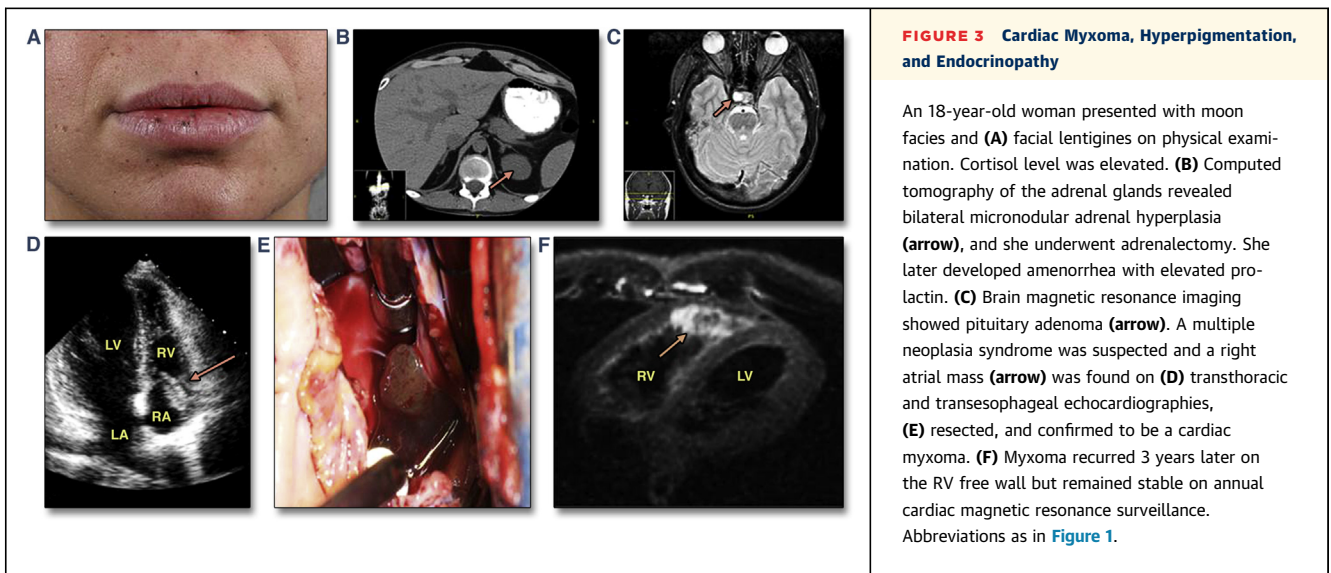 A
B
C
D
LV
RV
RA
LA
E
F
RV
LV
FIGURE 3 Cardiac Myxoma, Hyperpigmentation,
and Endocrinopathy
An 18-year-old woman presented with moon
facies and (A) facial lentigines on physical exami-
nation. Cortisol level was elevated. (B) Computed
tomography of the adrenal glands revealed
bilateral micronodular adrenal hyperplasia
(arrow), and she underwent adrenalectomy. She
later developed amenorrhea with elevated pro-
lactin. (C) Brain magnetic resonance imaging
showed pituitary adenoma (arrow). A multiple
neoplasia syndrome was suspected and a right
atrial mass (arrow) was found on (D) transthoracic
and transesophageal echocardiographies,
(E) resected, and confirmed to be a cardiac
myxoma. (F) Myxoma recurred 3 years later on
the RV free wall but remained stable on annual
cardiac magnetic resonance surveillance.
Abbreviations as in Figure 1.